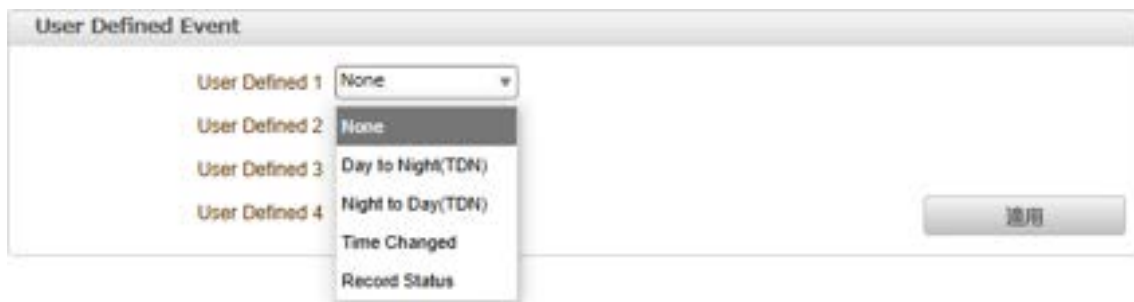 User Defined Event
User Defined 1 None
User Defined 2 None
User Defined 3 Day to Night(TDN)
User Defined 4 Night to Day(TDN)
適用
Time Changed
Record Status